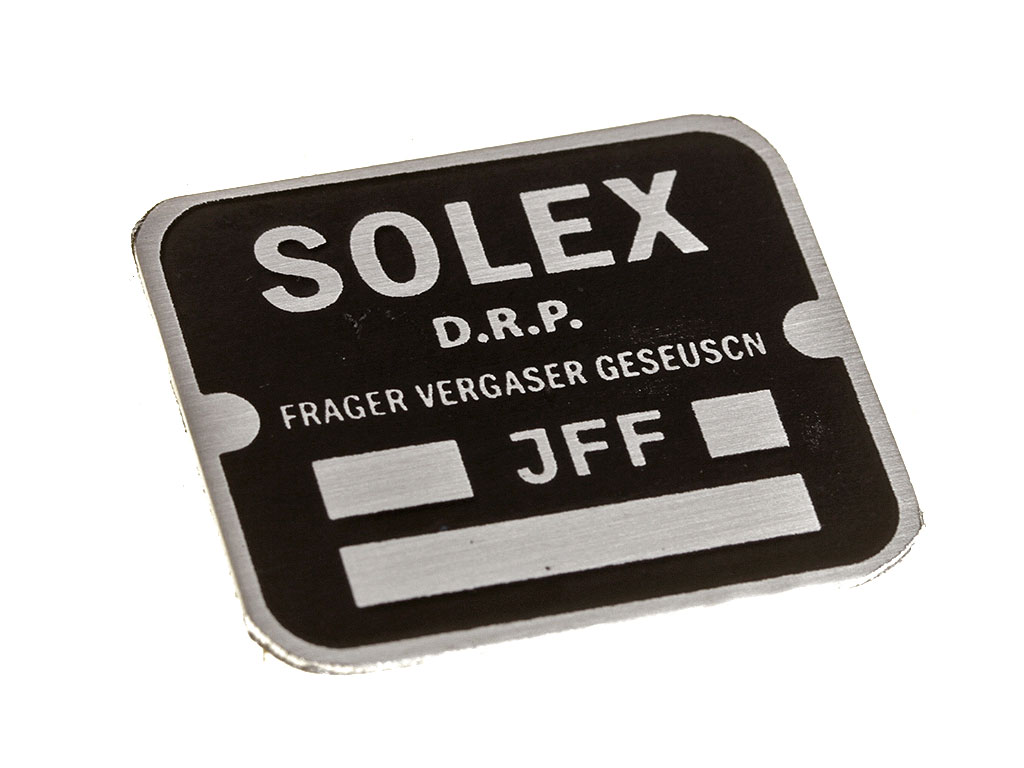 SOLEX
D.R.P.
FRAGER VERGASER GESEUSCN
JFF